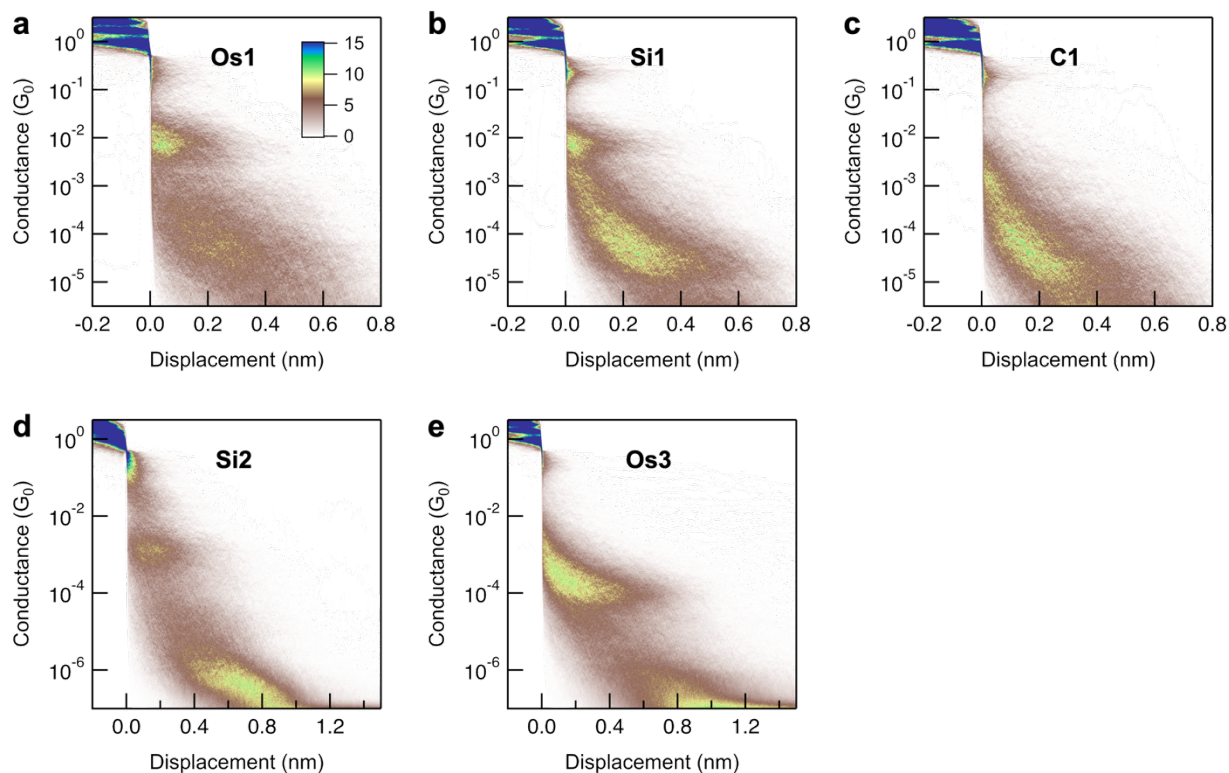 a
Os1
15
10
5
0
10^0
10^-1
10^-2
10^-3
10^-4
10^-5
Conductance (G₀)
-0.2 0.0 0.2 0.4 0.6 0.8
Displacement (nm)
b
Si1
10^0
10^-1
10^-2
10^-3
10^-4
10^-5
Conductance (G₀)
-0.2 0.0 0.2 0.4 0.6 0.8
Displacement (nm)
c
C1
10^0
10^-1
10^-2
10^-3
10^-4
10^-5
Conductance (G₀)
-0.2 0.0 0.2 0.4 0.6 0.8
Displacement (nm)
d
Si2
10^0
10^-2
10^-4
10^-6
Conductance (G₀)
0.0 0.4 0.8 1.2
Displacement (nm)
e
Os3
10^0
10^-2
10^-4
10^-6
Conductance (G₀)
0.0 0.4 0.8 1.2
Displacement (nm)